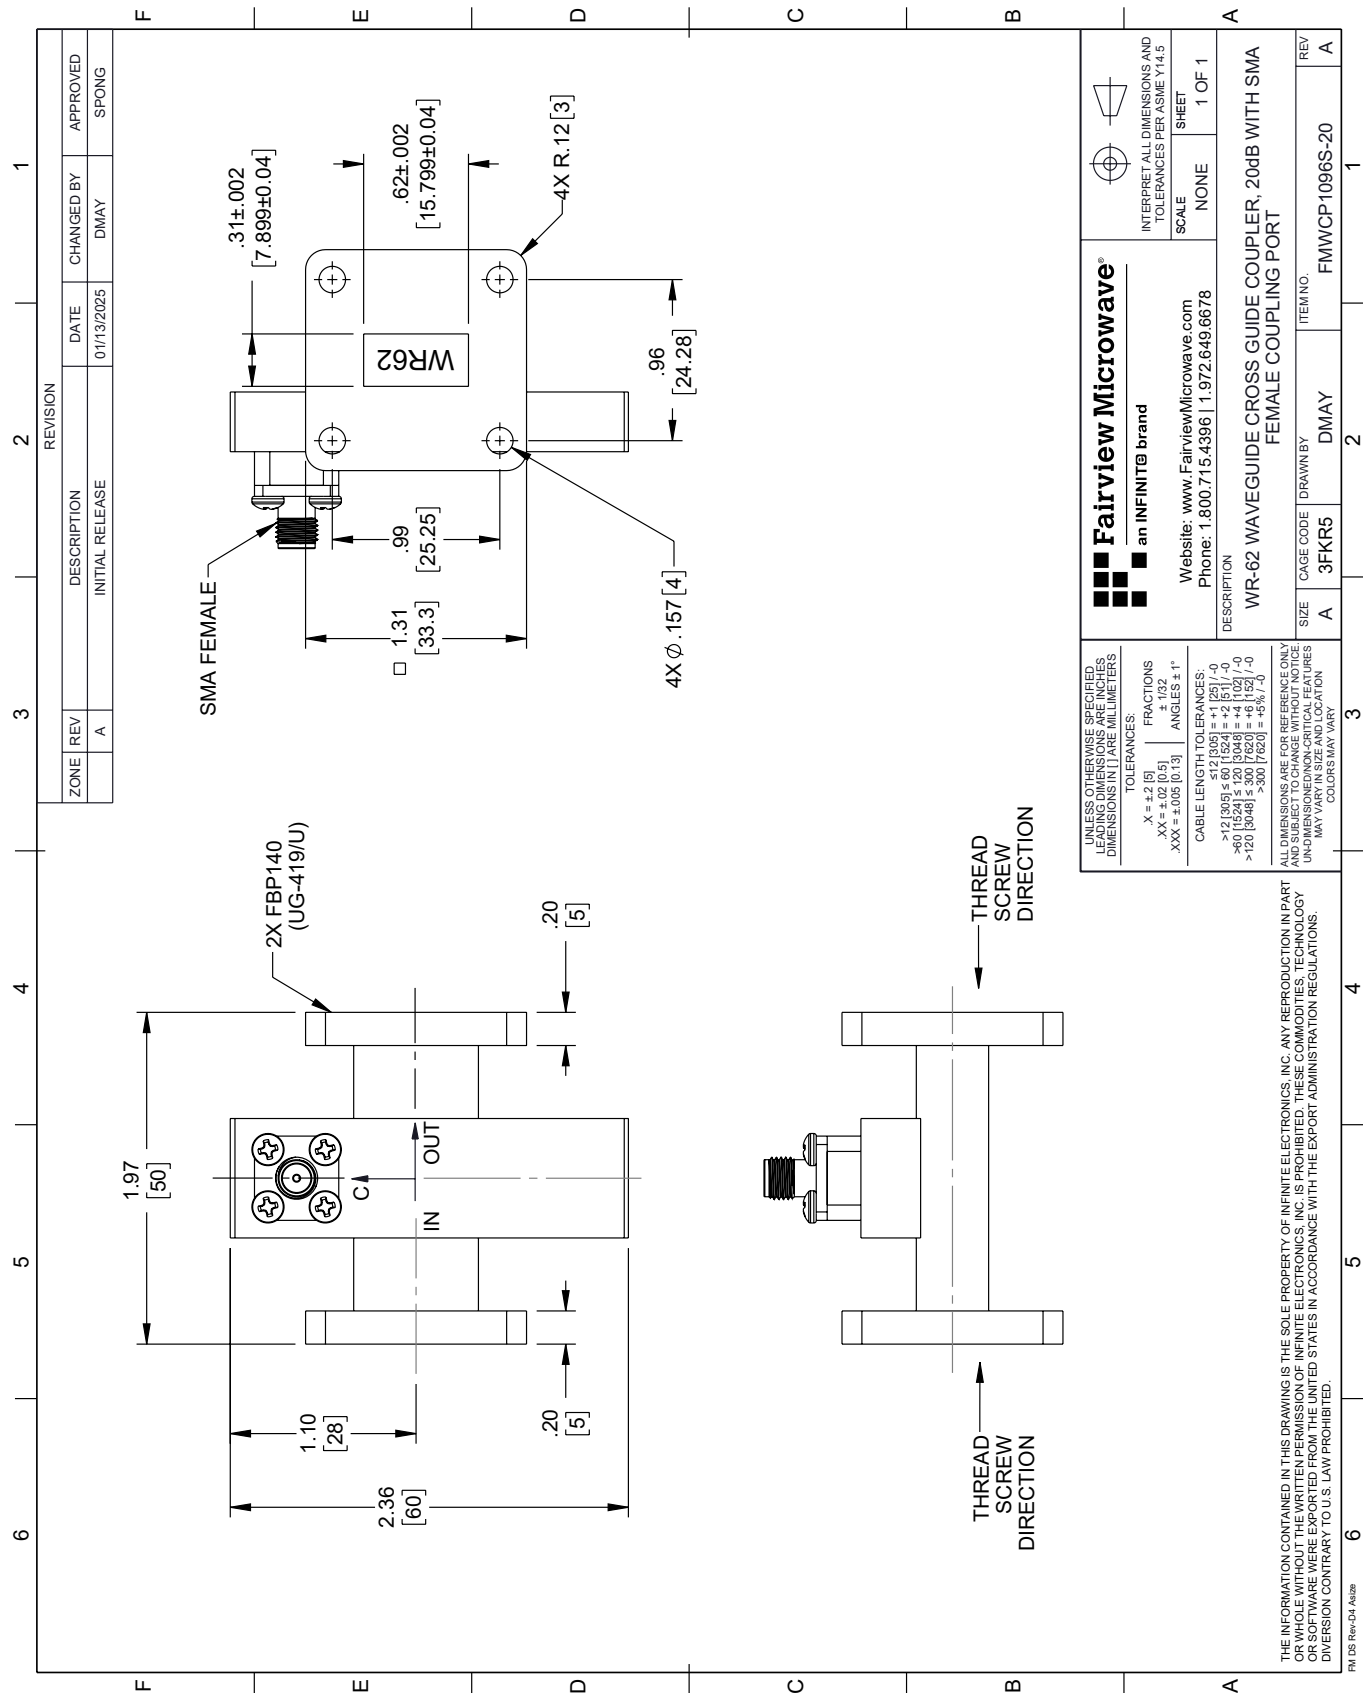 6 5 4 3 2 1
REVISION
ZONE REV DESCRIPTION DATE CHANGED BY APPROVED
A INITIAL RELEASE 01/13/2025 DMAY SPONG
F
E
D
C
B
A
F
E
D
C
B
A
1.97
[50]
2X FBP140
(UG-419/U)
1.10
[28]
2.36
[60]
C
IN OUT
.20
[5]
.20
[5]
SMA FEMALE
.31±.002
[7.899±0.04]
□ 1.31
[33.3]
.99
[25.25]
WR62
.62±.002
[15.799±0.04]
4X R.12 [3]
.96
[24.28]
4X ∅ .157 [4]
THREAD
SCREW
DIRECTION
THREAD
SCREW
DIRECTION
UNLESS OTHERWISE SPECIFIED
LEADING DIMENSIONS ARE INCHES
DIMENSIONS IN [ ] ARE MILLIMETERS
TOLERANCES:
.X = ±.2 [5] FRACTIONS
.XX = ±.02 [0.5] ± 1/32
.XXX = ±.005 [0.13] ANGLES ± 1°
CABLE LENGTH TOLERANCES:
≤12 [305] = +1 [25] / -0
>12 [305] ≤ 60 [1524] = +2 [51] / -0
>60 [1524] ≤ 120 [3048] = +4 [102] / -0
>120 [3048] ≤ 300 [7620] = +6 [152] / -0
>300 [7620] = +5% / -0
ALL DIMENSIONS ARE FOR REFERENCE ONLY
AND SUBJECT TO CHANGE WITHOUT NOTICE.
UN-DIMENSIONED/NON-CRITICAL FEATURES
MAY VARY IN SIZE AND LOCATION
COLORS MAY VARY
Fairview Microwave®
an INFINIT@ brand
Website: www.FairviewMicrowave.com
Phone: 1.800.715.4396 | 1.972.649.6678
INTERPRET ALL DIMENSIONS AND
TOLERANCES PER ASME Y14.5
SCALE SHEET
NONE 1 OF 1
DESCRIPTION
WR-62 WAVEGUIDE CROSS GUIDE COUPLER, 20dB WITH SMA
FEMALE COUPLING PORT
SIZE CAGE CODE DRAWN BY ITEM NO. REV
A 3FKR5 DMAY FMWCP1096S-20 A
THE INFORMATION CONTAINED IN THIS DRAWING IS THE SOLE PROPERTY OF INFINITE ELECTRONICS, INC. ANY REPRODUCTION IN PART
OR WHOLE WITHOUT THE WRITTEN PERMISSION OF INFINITE ELECTRONICS, INC. IS PROHIBITED. THESE COMMODITIES, TECHNOLOGY
OR SOFTWARE WERE EXPORTED FROM THE UNITED STATES IN ACCORDANCE WITH THE EXPORT ADMINISTRATION REGULATIONS.
DIVERSION CONTRARY TO U.S. LAW PROHIBITED.
6 5 4 3 2 1
FM DS Rev-D4 Asize